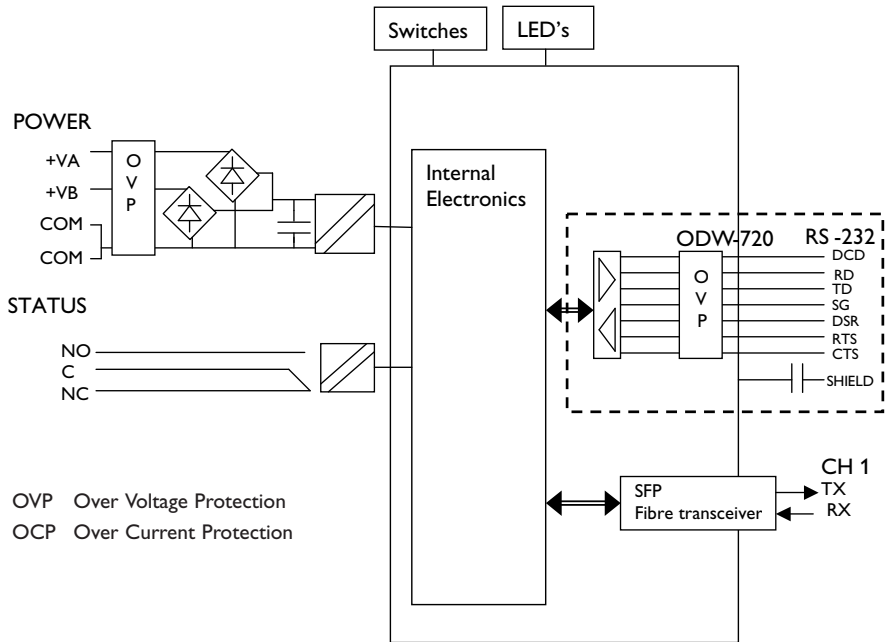 Switches
LED's
POWER
+VA
+VB
COM
COM
O
V
P
Internal
Electronics
ODW-720
RS -232
O
V
P
DCD
RD
TD
SG
DSR
RTS
CTS
SHIELD
STATUS
NO
C
NC
CH 1
TX
RX
SFP
Fibre transceiver
OVP Over Voltage Protection
OCP Over Current Protection